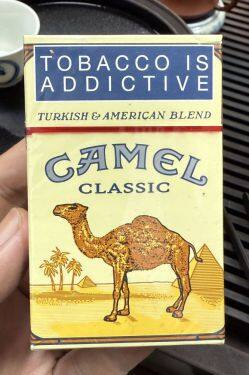 TOBACCO IS
ADDICTIVE
TURKISH & AMERICAN BLEND
CAMEL
CLASSIC